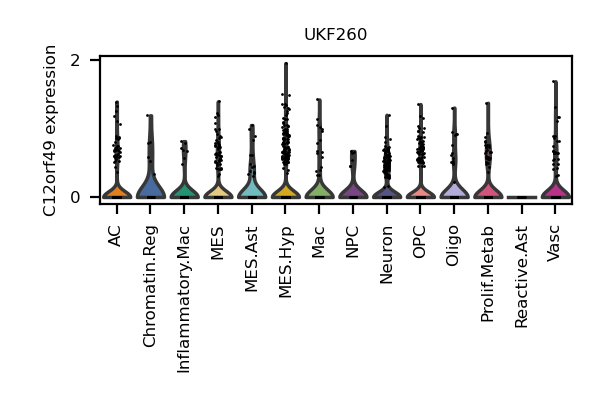 UKF260
C12orf49 expression
2
0
AC
Chromatin.Reg
Inflammatory.Mac
MES
MES.Ast
MES.Hyp
Mac
NPC
Neuron
OPC
Oligo
Prolif.Metab
Reactive.Ast
Vasc